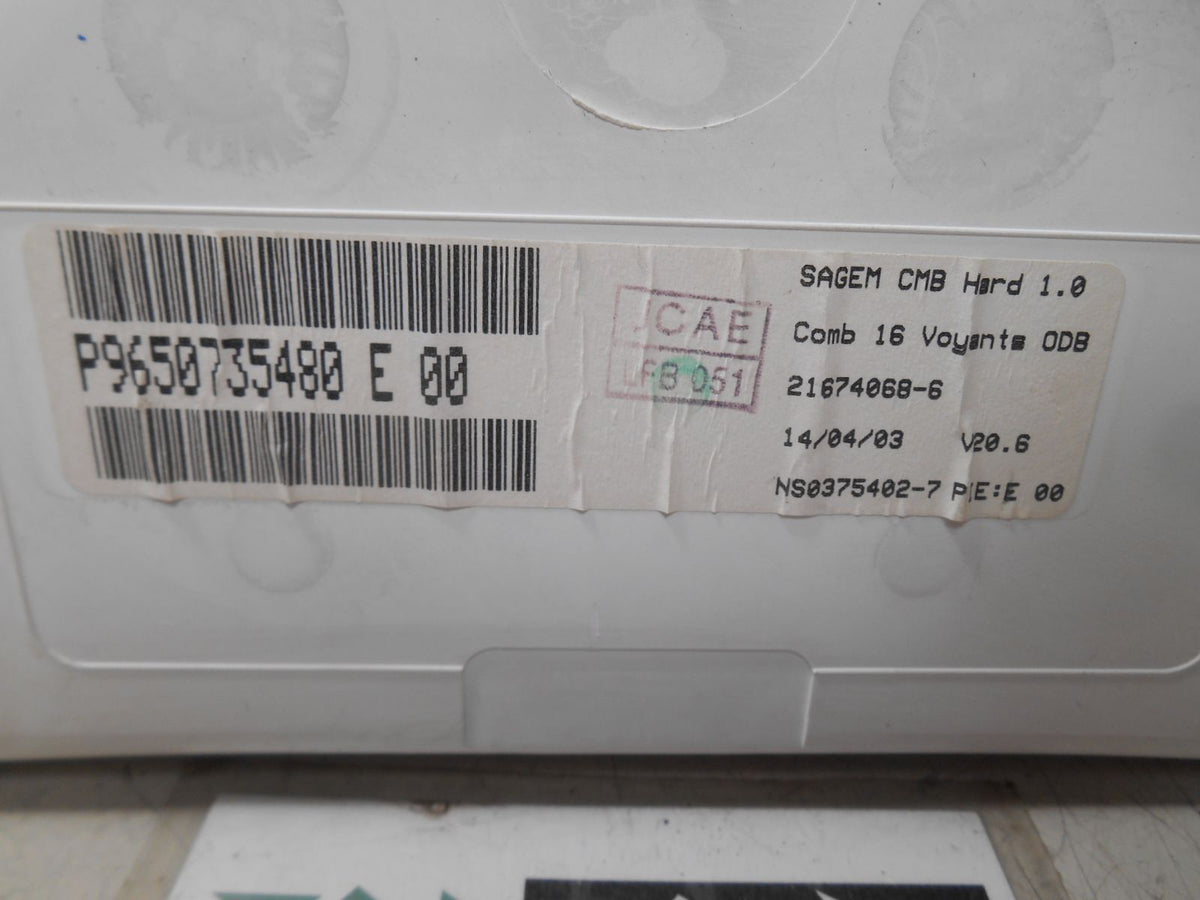 P9650735480 E 00
CAE
051
SAGEM CMB Hard 1.0
Comb 16 Voyants ODB
21674068-6
14/04/03 V20.6
NS0375402-7 P/E:E 00